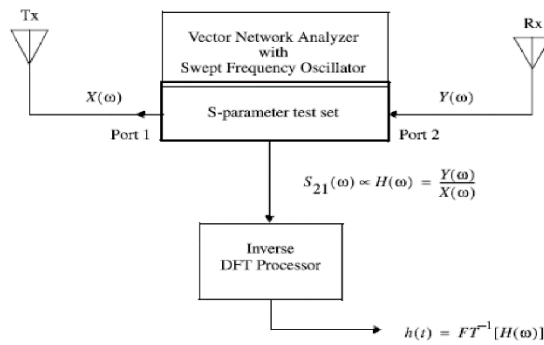 Tx
Rx
Vector Network Analyzer
with
Swept Frequency Oscillator
X(ω)
Y(ω)
S-parameter test set
Port 1
Port 2
S₂₁(ω) ∝ H(ω) = Y(ω)/X(ω)
Inverse
DFT Processor
h(t) = FT⁻¹[H(ω)]